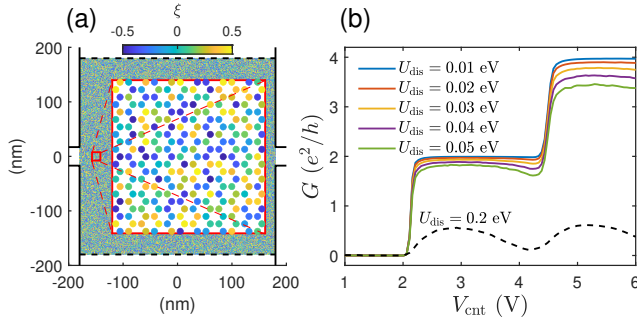 (a)
ξ
-0.5 0 0.5
200
100
0
-100
-200
(nm)
-200 -100 0 100 200
(nm)
(b)
4
2
0
G (e²/h)
U_dis = 0.01 eV
U_dis = 0.02 eV
U_dis = 0.03 eV
U_dis = 0.04 eV
U_dis = 0.05 eV
U_dis = 0.2 eV
1 2 3 4 5 6
V_cnt (V)